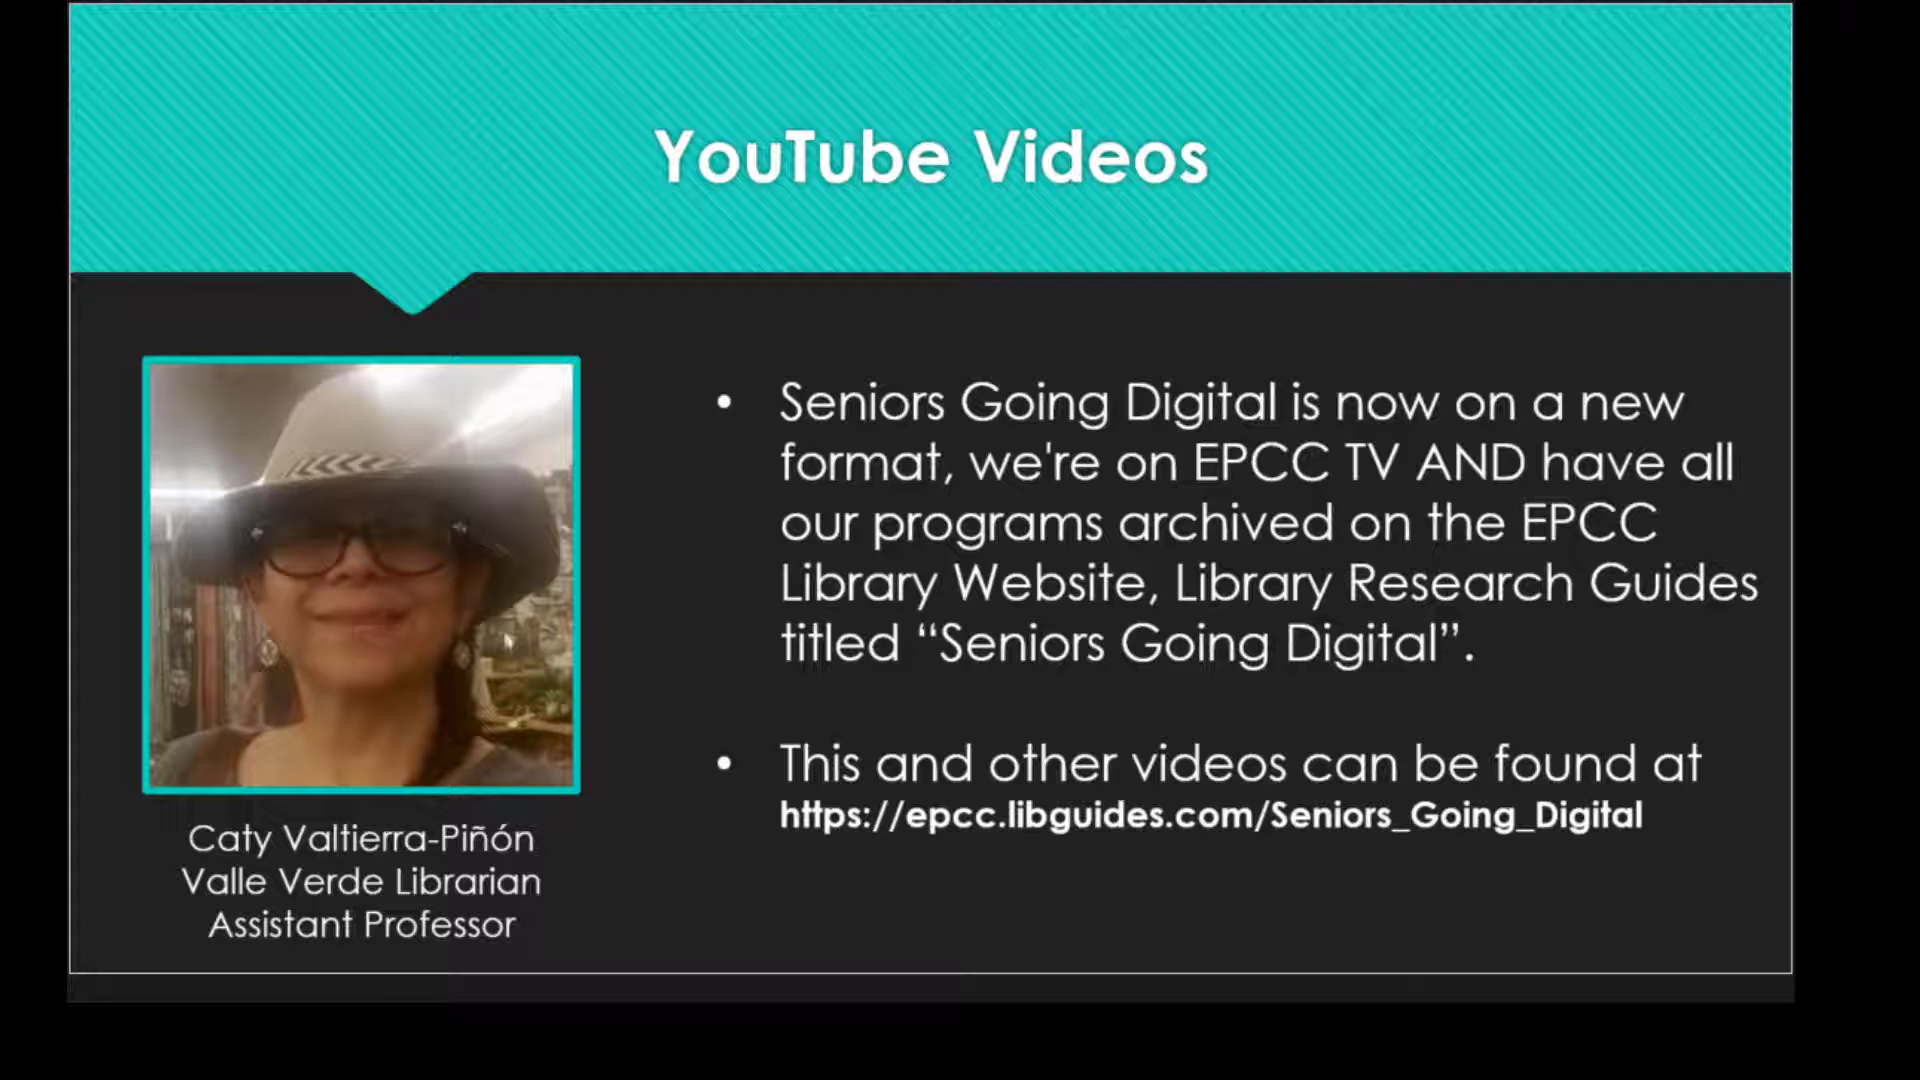 YouTube Videos
• Seniors Going Digital is now on a new
format, we're on EPCC TV AND have all
our programs archived on the EPCC
Library Website, Library Research Guides
titled “Seniors Going Digital”.
• This and other videos can be found at
https://epcc.libguides.com/Seniors_Going_Digital
Caty Valtierra-Piñón
Valle Verde Librarian
Assistant Professor